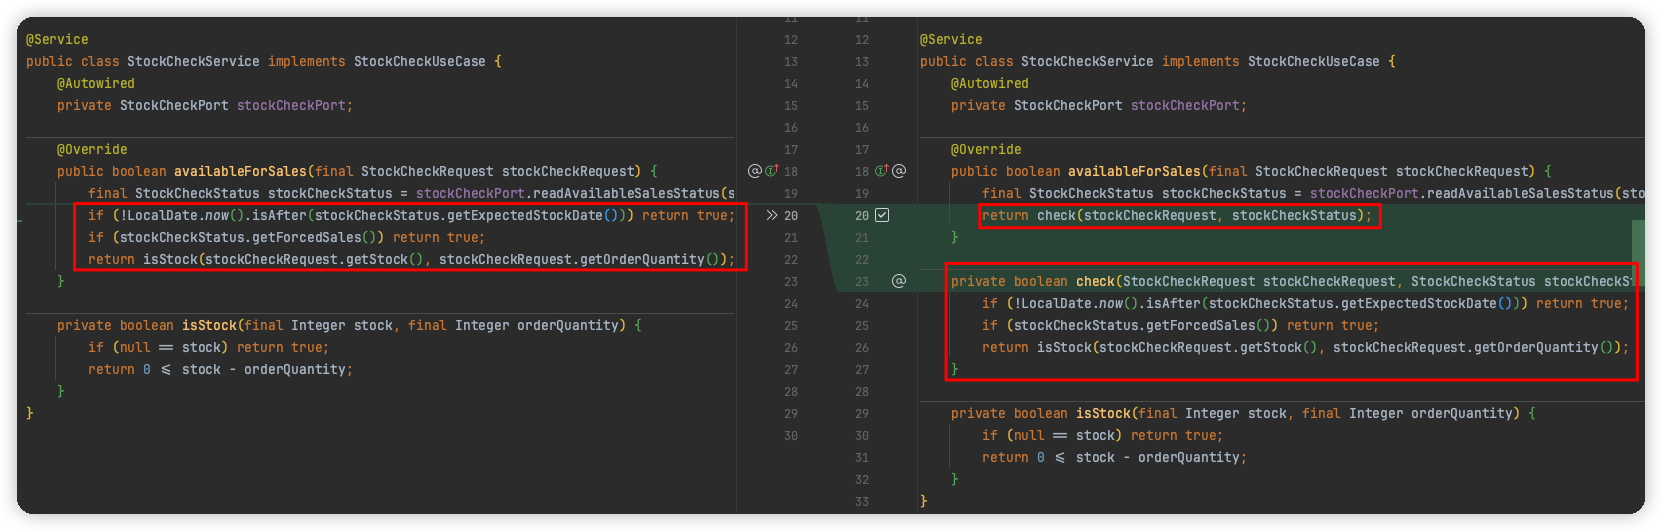 @Service
public class StockCheckService implements StockCheckUseCase {
@Autowired
private StockCheckPort stockCheckPort;
@Override
public boolean availableForSales(final StockCheckRequest stockCheckRequest) {
final StockCheckStatus stockCheckStatus = stockCheckPort.readAvailableSalesStatus(s
if (!LocalDate.now().isAfter(stockCheckStatus.getExpectedStockDate())) return true;
if (stockCheckStatus.getForcedSales()) return true;
return isStock(stockCheckRequest.getStock(), stockCheckRequest.getOrderQuantity());
}
private boolean isStock(final Integer stock, final Integer orderQuantity) {
if (null == stock) return true;
return 0 <= stock - orderQuantity;
}
}
11 11
12 12
13 13
14 14
15 15
16 16
17 17
@ 18 18 @
19 19
20 20
21 21
22 22
23 23 @
24 24
25 25
26 26
27 27
28 28
29 29
30 30
31
32
33
@Service
public class StockCheckService implements StockCheckUseCase {
@Autowired
private StockCheckPort stockCheckPort;
@Override
public boolean availableForSales(final StockCheckRequest stockCheckRequest) {
final StockCheckStatus stockCheckStatus = stockCheckPort.readAvailableSalesStatus(sto
return check(stockCheckRequest, stockCheckStatus);
}
private boolean check(StockCheckRequest stockCheckRequest, StockCheckStatus stockCheckSt
if (!LocalDate.now().isAfter(stockCheckStatus.getExpectedStockDate())) return true;
if (stockCheckStatus.getForcedSales()) return true;
return isStock(stockCheckRequest.getStock(), stockCheckRequest.getOrderQuantity());
}
private boolean isStock(final Integer stock, final Integer orderQuantity) {
if (null == stock) return true;
return 0 <= stock - orderQuantity;
}
}